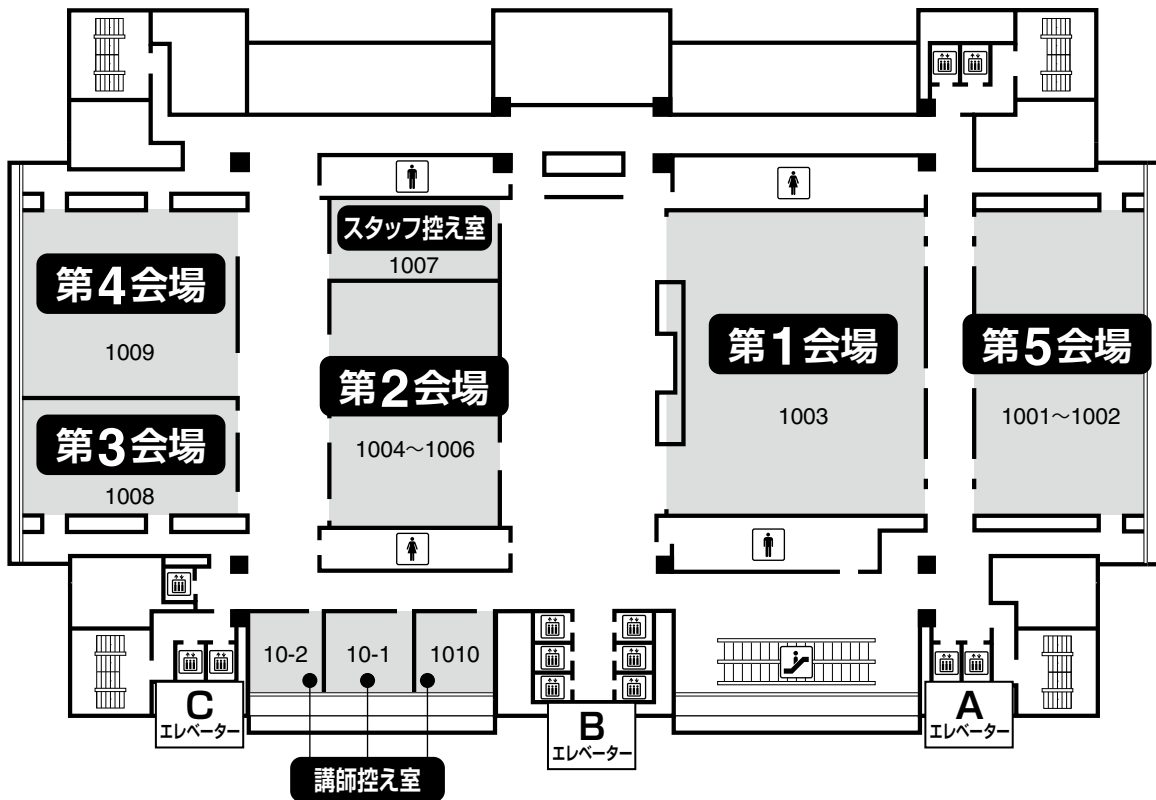 スタッフ控え室
1007
第4会場
1009
第1会場
1003
第5会場
1001〜1002
第2会場
1004〜1006
第3会場
1008
10-2
10-1
1010
C
エレベーター
B
エレベーター
A
エレベーター
講師控え室